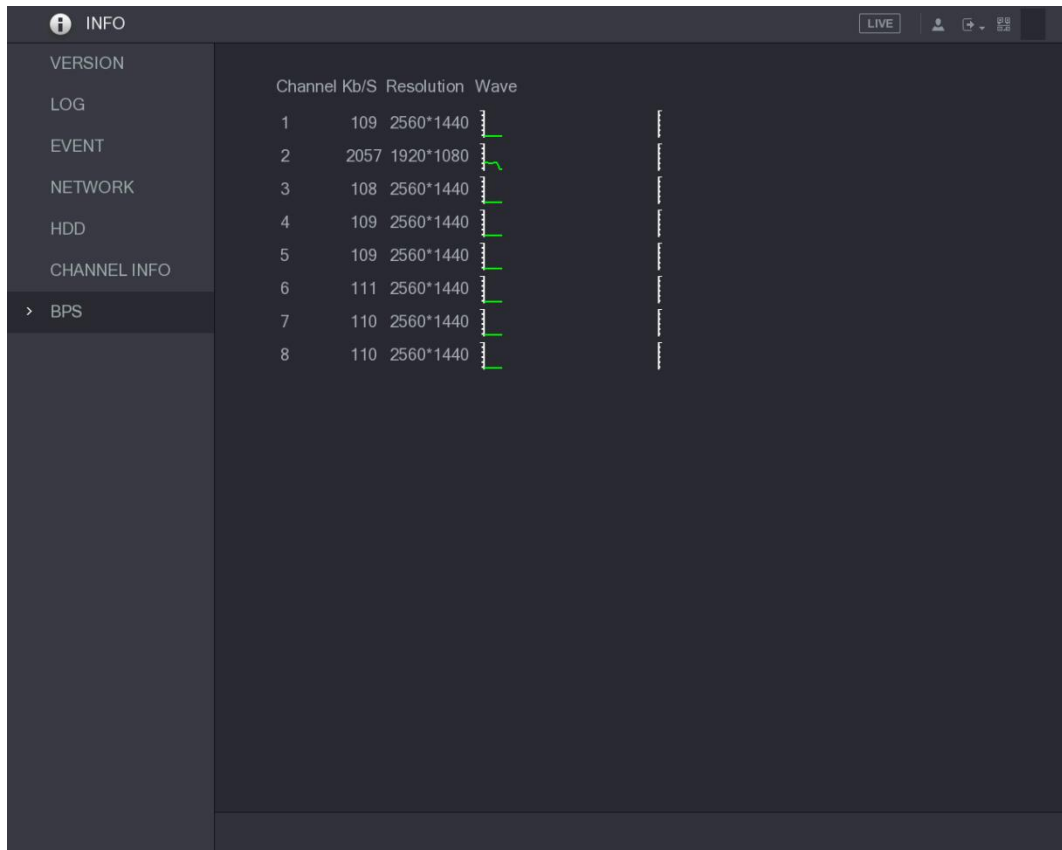 INFO
LIVE
VERSION
LOG
EVENT
NETWORK
HDD
CHANNEL INFO
> BPS
Channel Kb/S Resolution Wave
1 109 2560*1440
2 2057 1920*1080
3 108 2560*1440
4 109 2560*1440
5 109 2560*1440
6 111 2560*1440
7 110 2560*1440
8 110 2560*1440